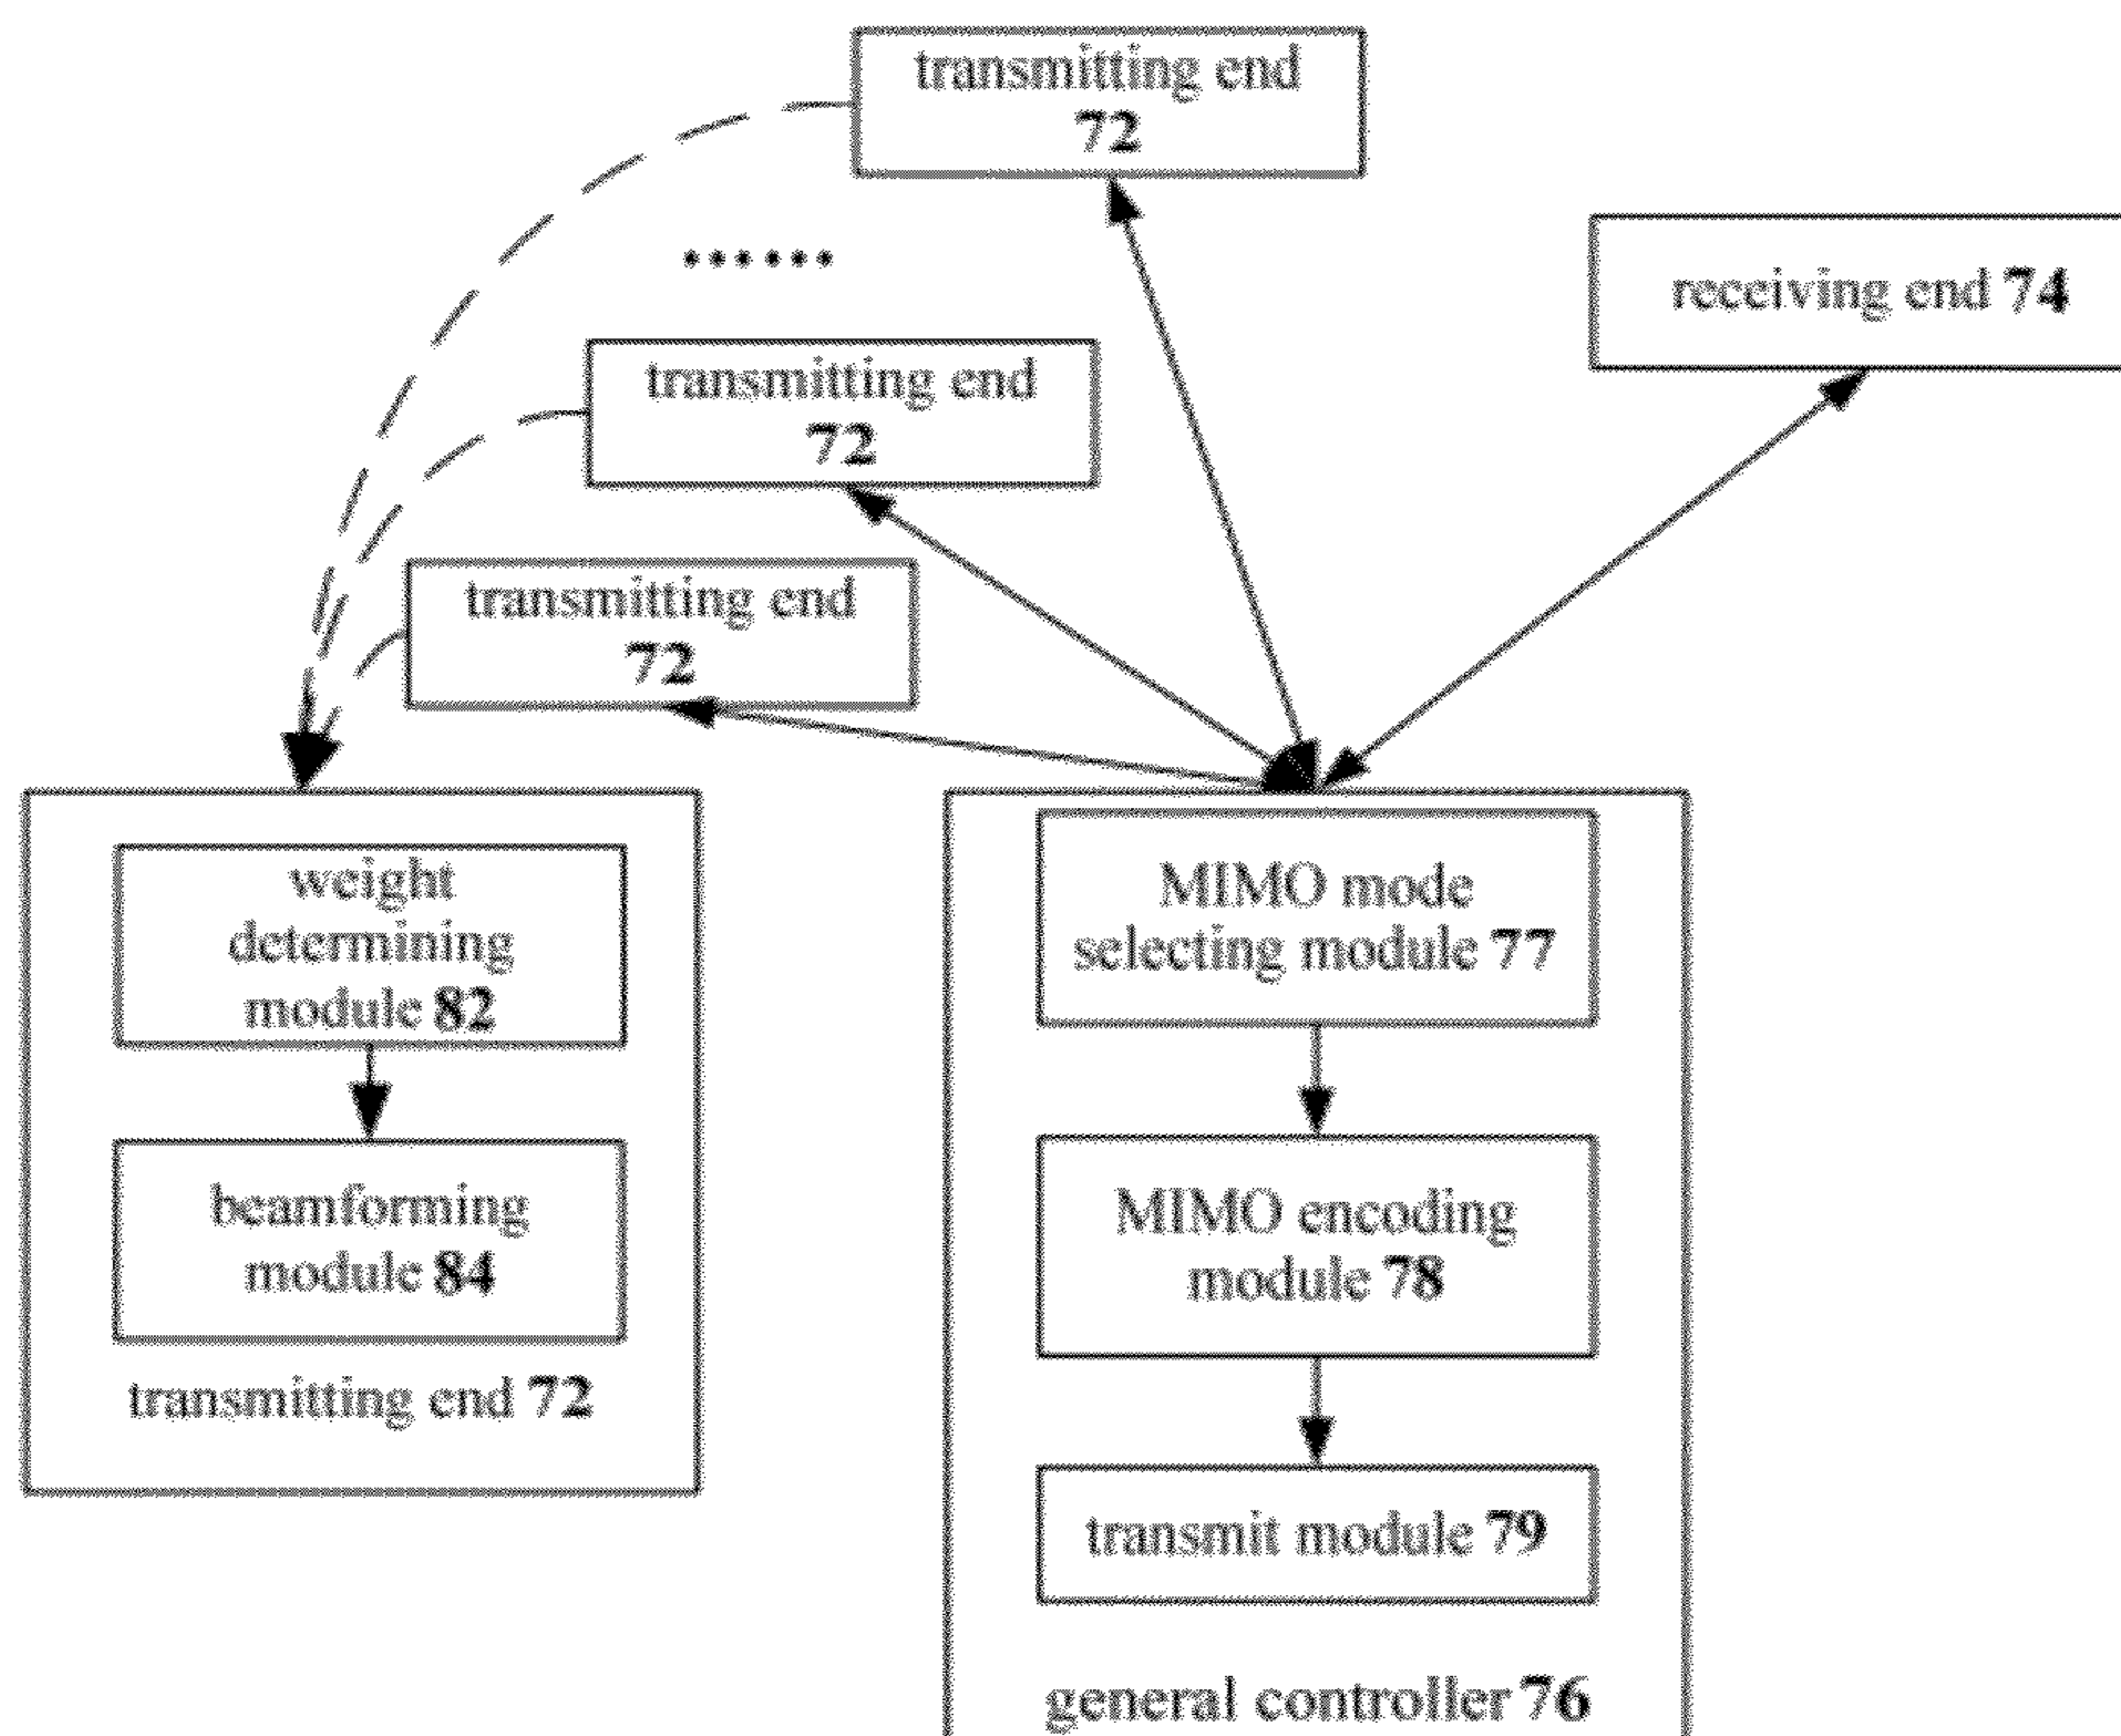 transmitting end
72
receiving end 74
......
transmitting end
72
transmitting end
72
weight
determining
module 82
beamforming
module 84
transmitting end 72
MIMO mode
selecting module 77
MIMO encoding
module 78
transmit module 79
general controller 76